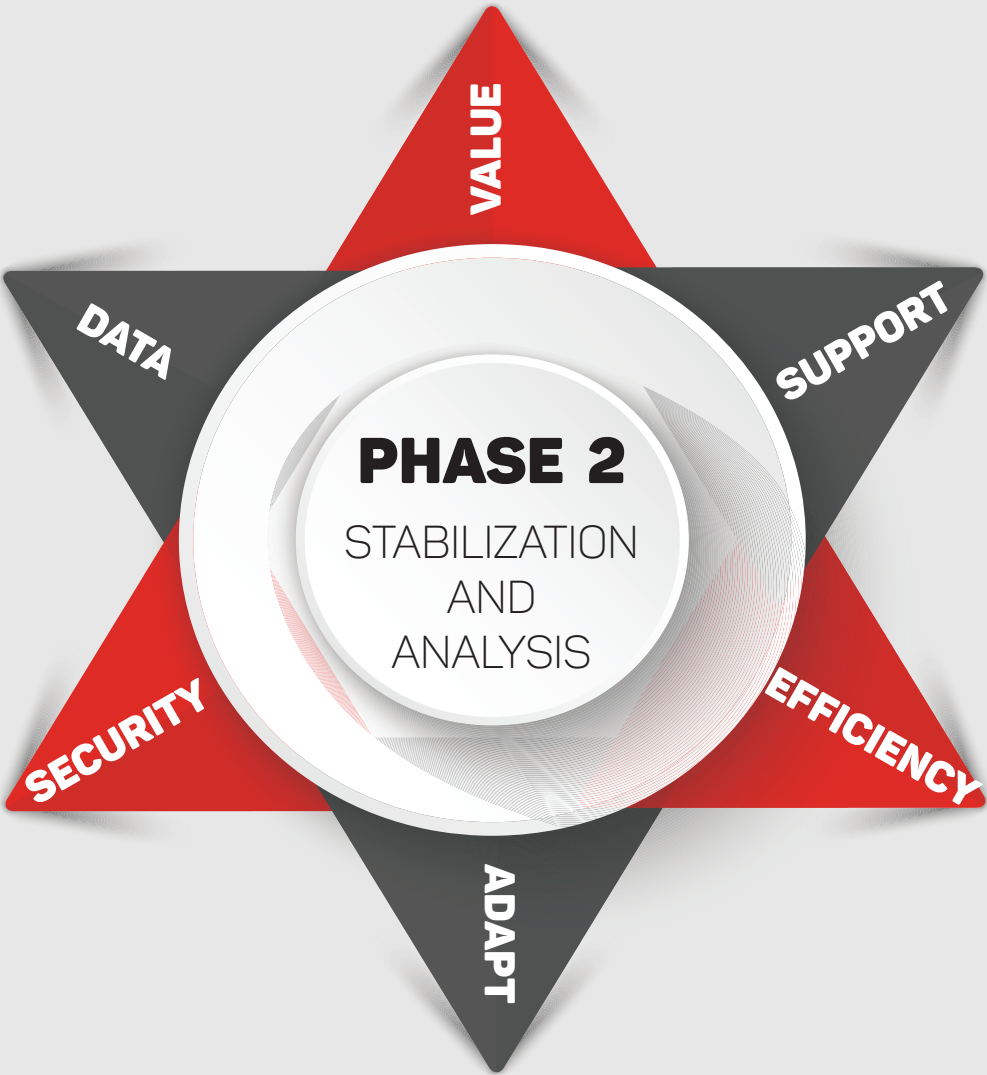 VALUE
DATA
SUPPORT
PHASE 2
STABILIZATION
AND
ANALYSIS
SECURITY
EFFICIENCY
ADAPT